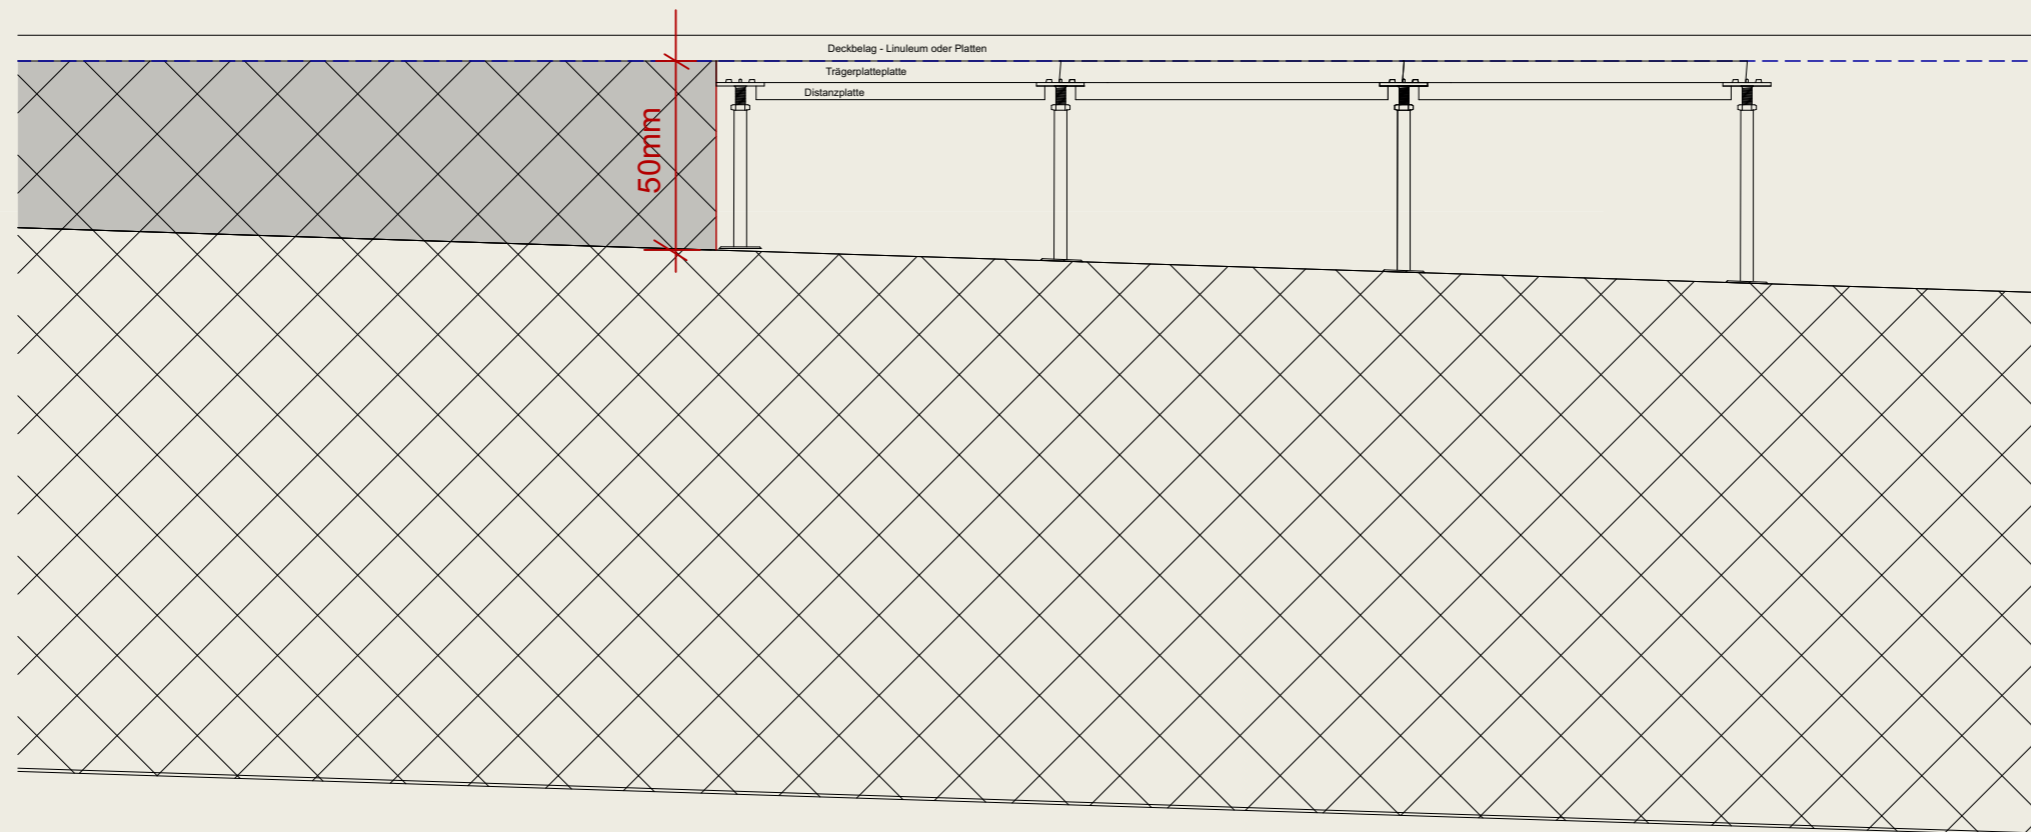 Deckbelag - Linuleum oder Platten
Trägerplatteplatte
Distanzplatte
50mm